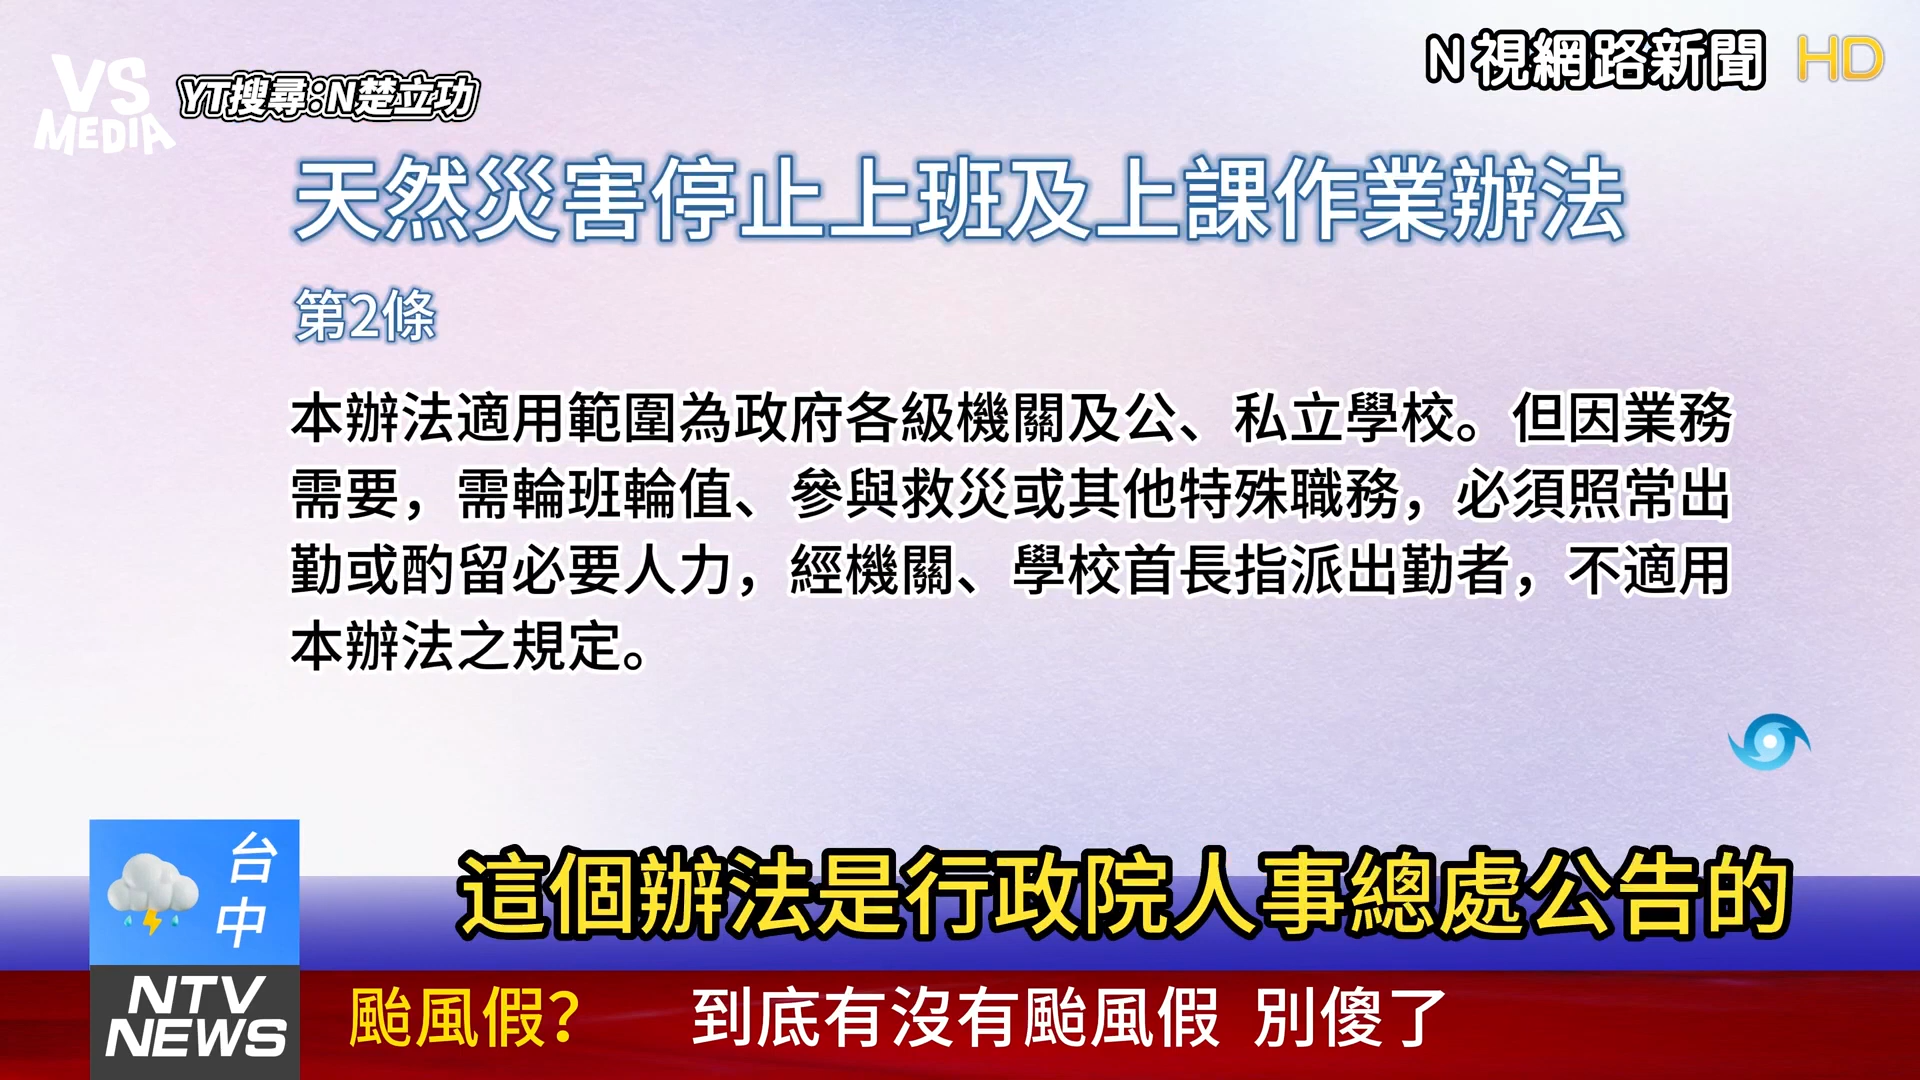 VS
MEDIA
YT搜尋:N楚立功
N視網路新聞 HD
天然災害停止上班及上課作業辦法
第2條
本辦法適用範圍為政府各級機關及公、私立學校。但因業務
需要，需輪班輪值、參與救災或其他特殊職務，必須照常出
勤或酌留必要人力，經機關、學校首長指派出勤者，不適用
本辦法之規定。
台中
這個辦法是行政院人事總處公告的
NTV
NEWS
颱風假？ 到底有沒有颱風假 別傻了